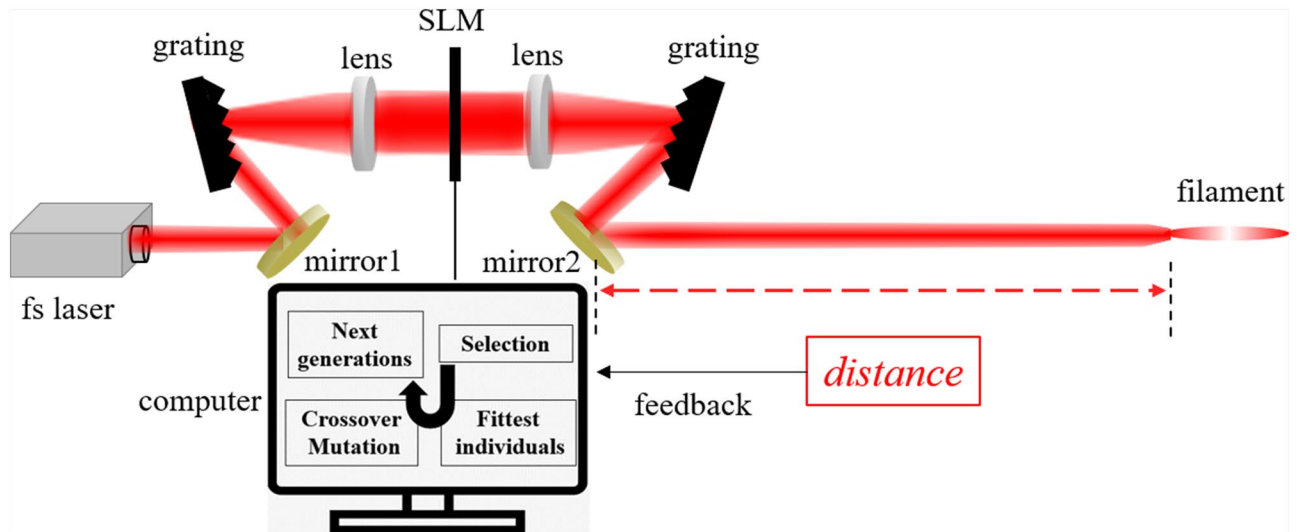 SLM
grating
lens
lens
grating
filament
fs laser
mirror1
mirror2
computer
Next
generations
Selection
Crossover
Mutation
Fittest
individuals
feedback
distance